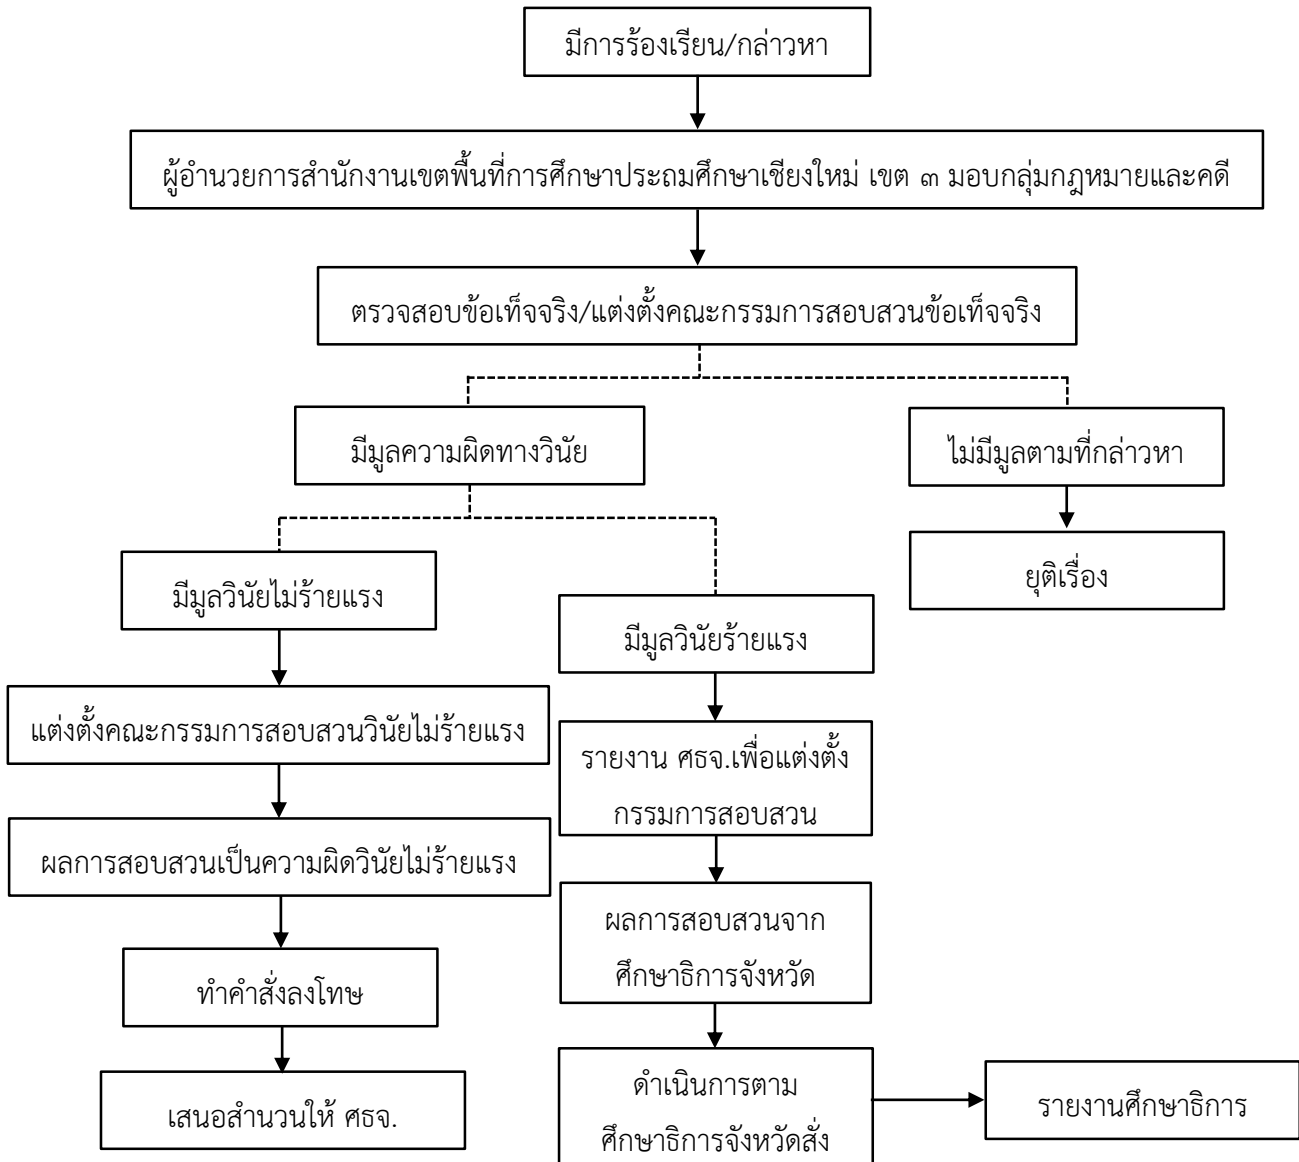 มีการร้องเรียน/กล่าวหา
ผู้อำนวยการสำนักงานเขตพื้นที่การศึกษาประถมศึกษาเชียงใหม่ เขต ๓ มอบกลุ่มกฎหมายและคดี
ตรวจสอบข้อเท็จจริง/แต่งตั้งคณะกรรมการสอบสวนข้อเท็จจริง
มีมูลความผิดทางวินัย
ไม่มีมูลตามที่กล่าวหา
ยุติเรื่อง
มีมูลวินัยไม่ร้ายแรง
มีมูลวินัยร้ายแรง
แต่งตั้งคณะกรรมการสอบสวนวินัยไม่ร้ายแรง
รายงาน ศธจ.เพื่อแต่งตั้ง
กรรมการสอบสวน
ผลการสอบสวนเป็นความผิดวินัยไม่ร้ายแรง
ผลการสอบสวนจาก
ศึกษาธิการจังหวัด
ทำคำสั่งลงโทษ
ดำเนินการตาม
ศึกษาธิการจังหวัดสั่ง
รายงานศึกษาธิการ
เสนอสำนวนให้ ศธจ.